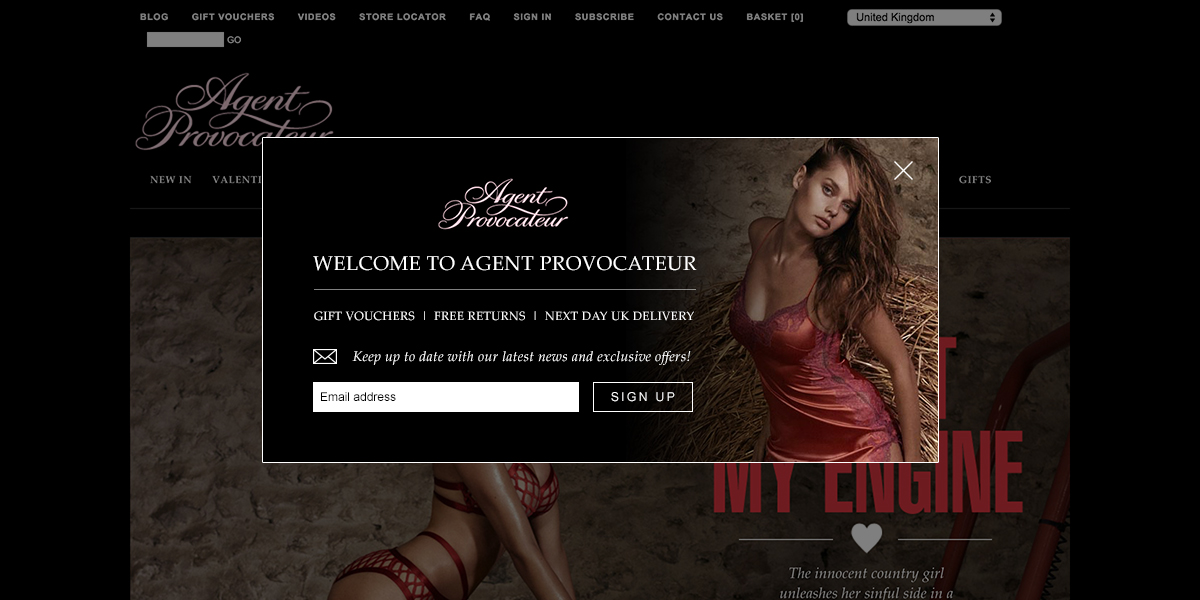 BLOG GIFT VOUCHERS VIDEOS STORE LOCATOR FAQ SIGN IN SUBSCRIBE CONTACT US BASKET [0] United Kingdom
GO
Agent
Provocateur
NEW IN GIFTS
Agent
Provocateur
WELCOME TO AGENT PROVOCATEUR
GIFT VOUCHERS | FREE RETURNS | NEXT DAY UK DELIVERY
Keep up to date with our latest news and exclusive offers!
Email address SIGN UP
MY ENGINE
The innocent country girl
unleashes her sinful side in a